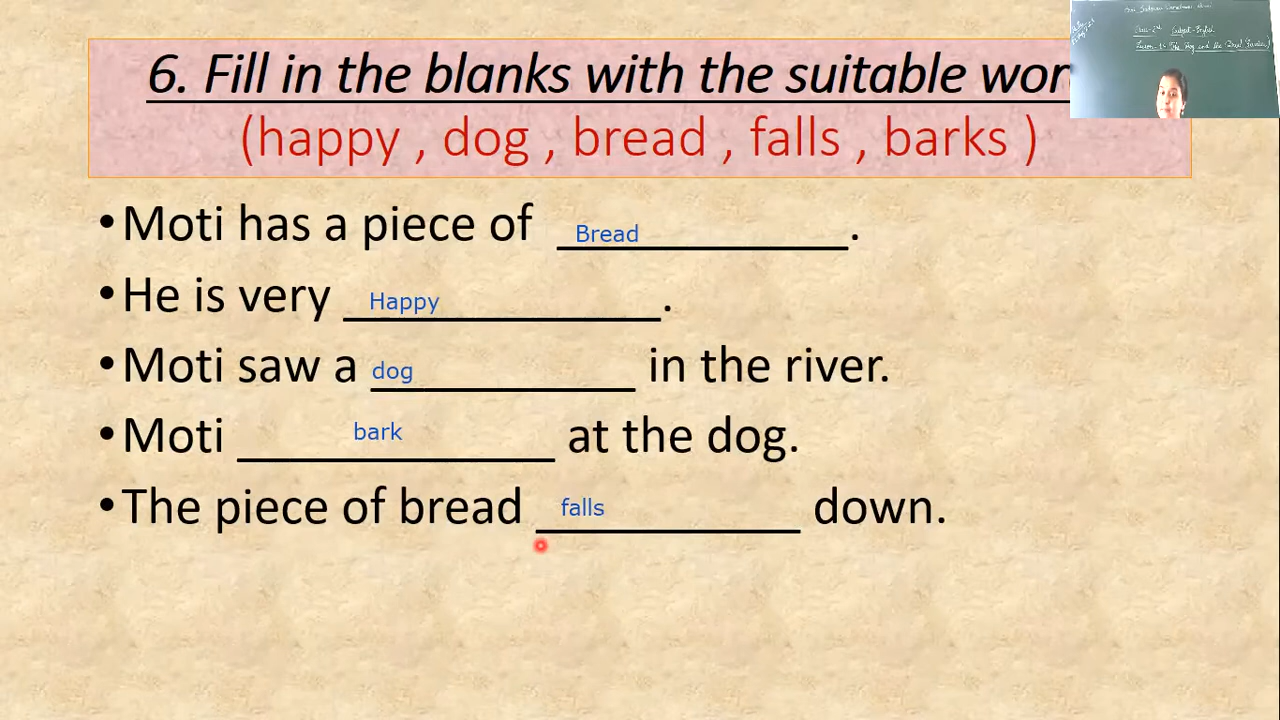 6. Fill in the blanks with the suitable wor
(happy , dog , bread , falls , barks )
•Moti has a piece of Bread.
•He is very Happy.
•Moti saw a dog in the river.
•Moti bark at the dog.
•The piece of bread falls down.